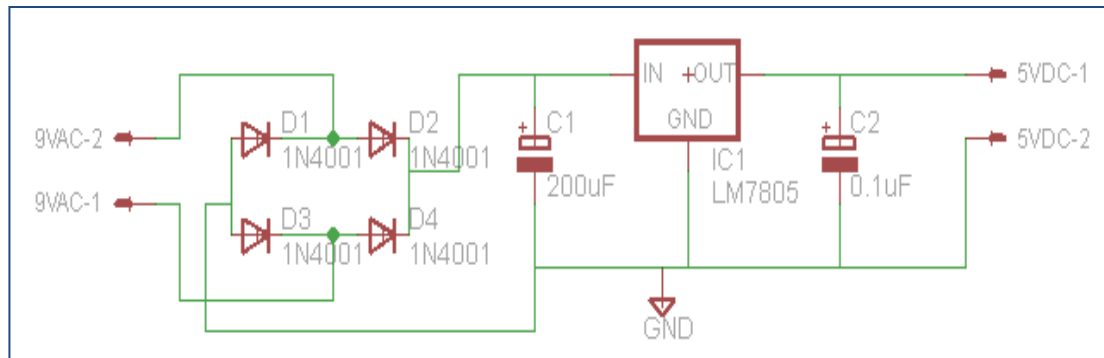 9VAC-2
9VAC-1
D1
1N4001
D2
1N4001
D3
1N4001
D4
1N4001
+
C1
200uF
IN
+OUT
GND
IC1
LM7805
+
C2
0.1uF
5VDC-1
5VDC-2
GND